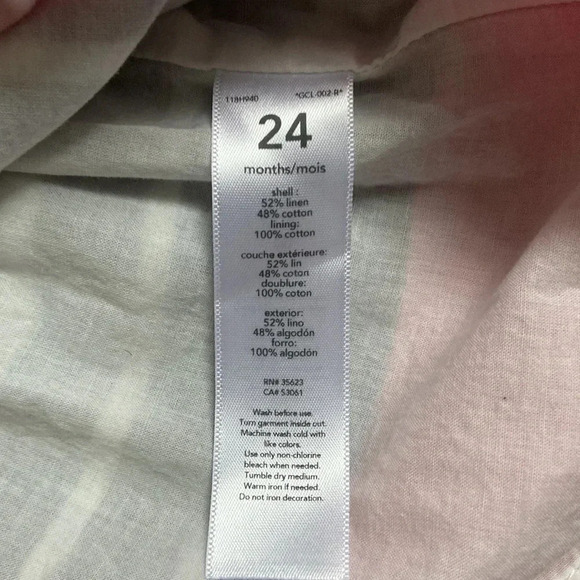 118H940 *GCL-002-R*
24
months/mois
shell :
52% linen
48% cotton
lining:
100% cotton
couche extérieure:
52% lin
48% coton
doublure:
100% coton
exterior:
52% lino
48% algodón
forro:
100% algodón
RN# 35623
CA# 53061
Wash before use.
Turn garment inside out.
Machine wash cold with
like colors.
Use only non-chlorine
bleach when needed.
Tumble dry medium.
Warm iron if needed.
Do not iron decoration.